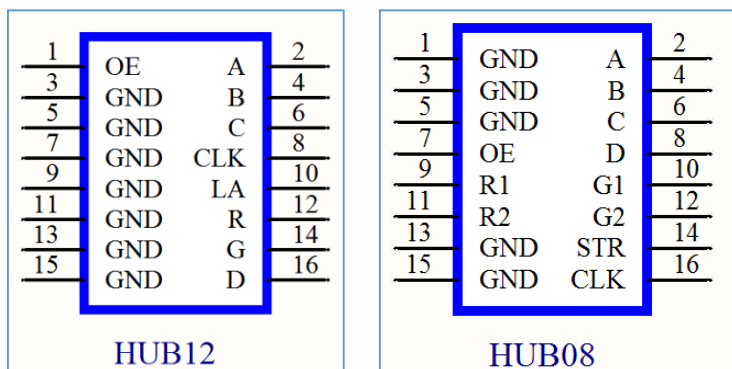 1 OE A 2
3 GND B 4
5 GND C 6
7 GND CLK 8
9 GND LA 10
11 GND R 12
13 GND G 14
15 GND D 16
HUB12
1 GND A 2
3 GND B 4
5 GND C 6
7 OE D 8
9 R1 G1 10
11 R2 G2 12
13 GND STR 14
15 GND CLK 16
HUB08